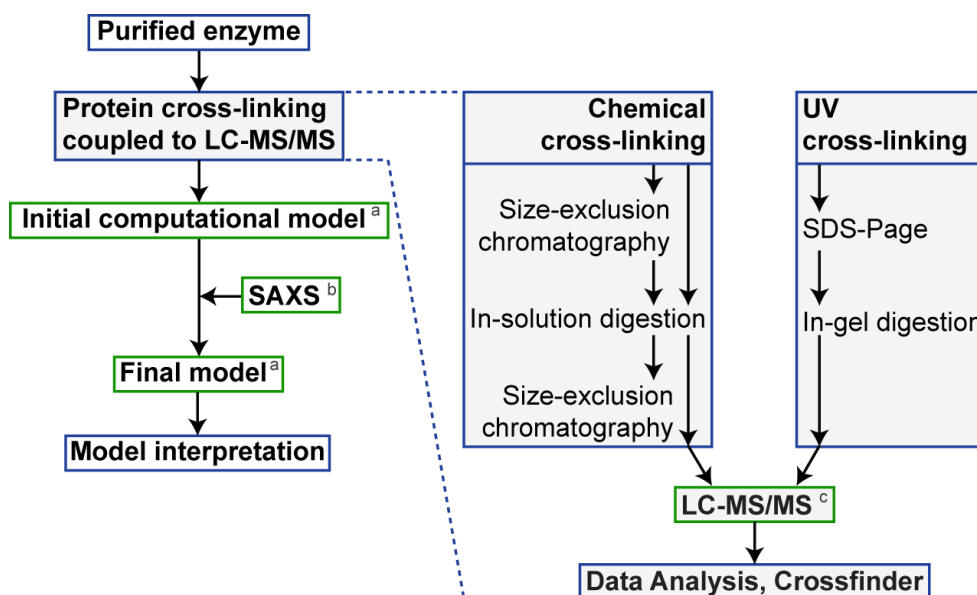 Purified enzyme
Protein cross-linking
coupled to LC-MS/MS
Initial computational model a
SAXS b
Final model a
Model interpretation
Chemical
cross-linking
Size-exclusion
chromatography
In-solution digestion
Size-exclusion
chromatography
UV
cross-linking
SDS-Page
In-gel digestion
LC-MS/MS c
Data Analysis, Crossfinder